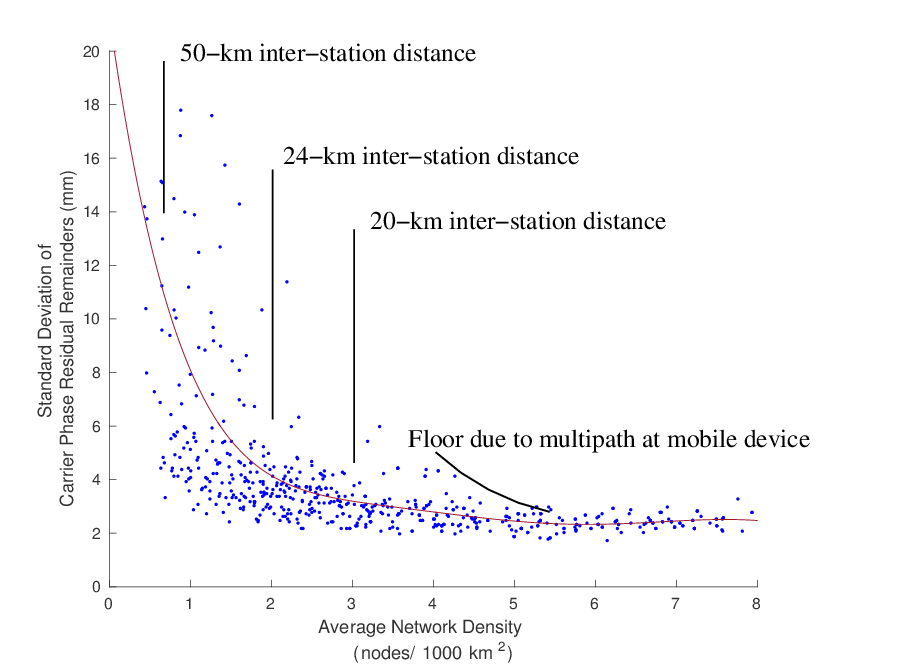 50−km inter−station distance
24−km inter−station distance
20−km inter−station distance
Floor due to multipath at mobile device
20
18
16
14
12
10
8
6
4
2
0
Standard Deviation of
Carrier Phase Residual Remainders (mm)
0 1 2 3 4 5 6 7 8
Average Network Density
(nodes/ 1000 km 2)